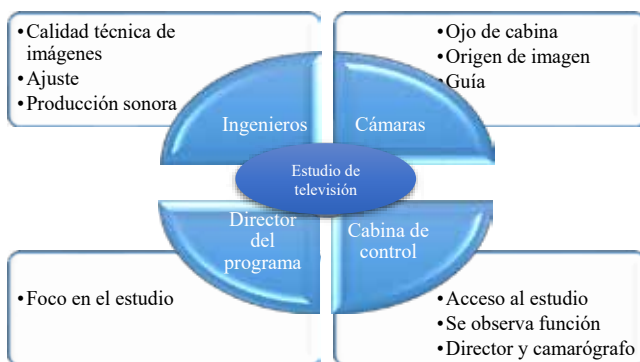 •Calidad técnica de
imágenes
•Ajuste
•Producción sonora
•Ojo de cabina
•Origen de imagen
•Guía
Ingenieros
Cámaras
Estudio de
televisión
Director
del
programa
Cabina de
control
•Foco en el estudio
•Acceso al estudio
•Se observa función
•Director y camarógrafo